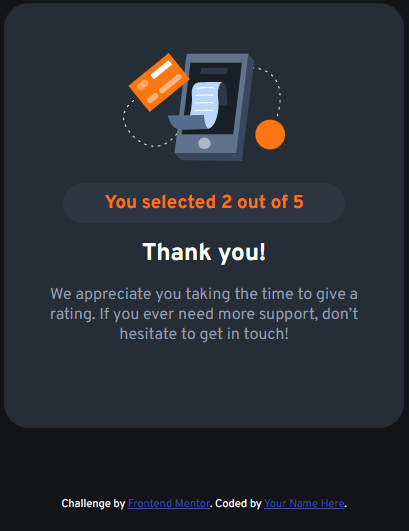 You selected 2 out of 5
Thank you!
We appreciate you taking the time to give a
rating. If you ever need more support, don’t
hesitate to get in touch!
Challenge by Frontend Mentor. Coded by Your Name Here.